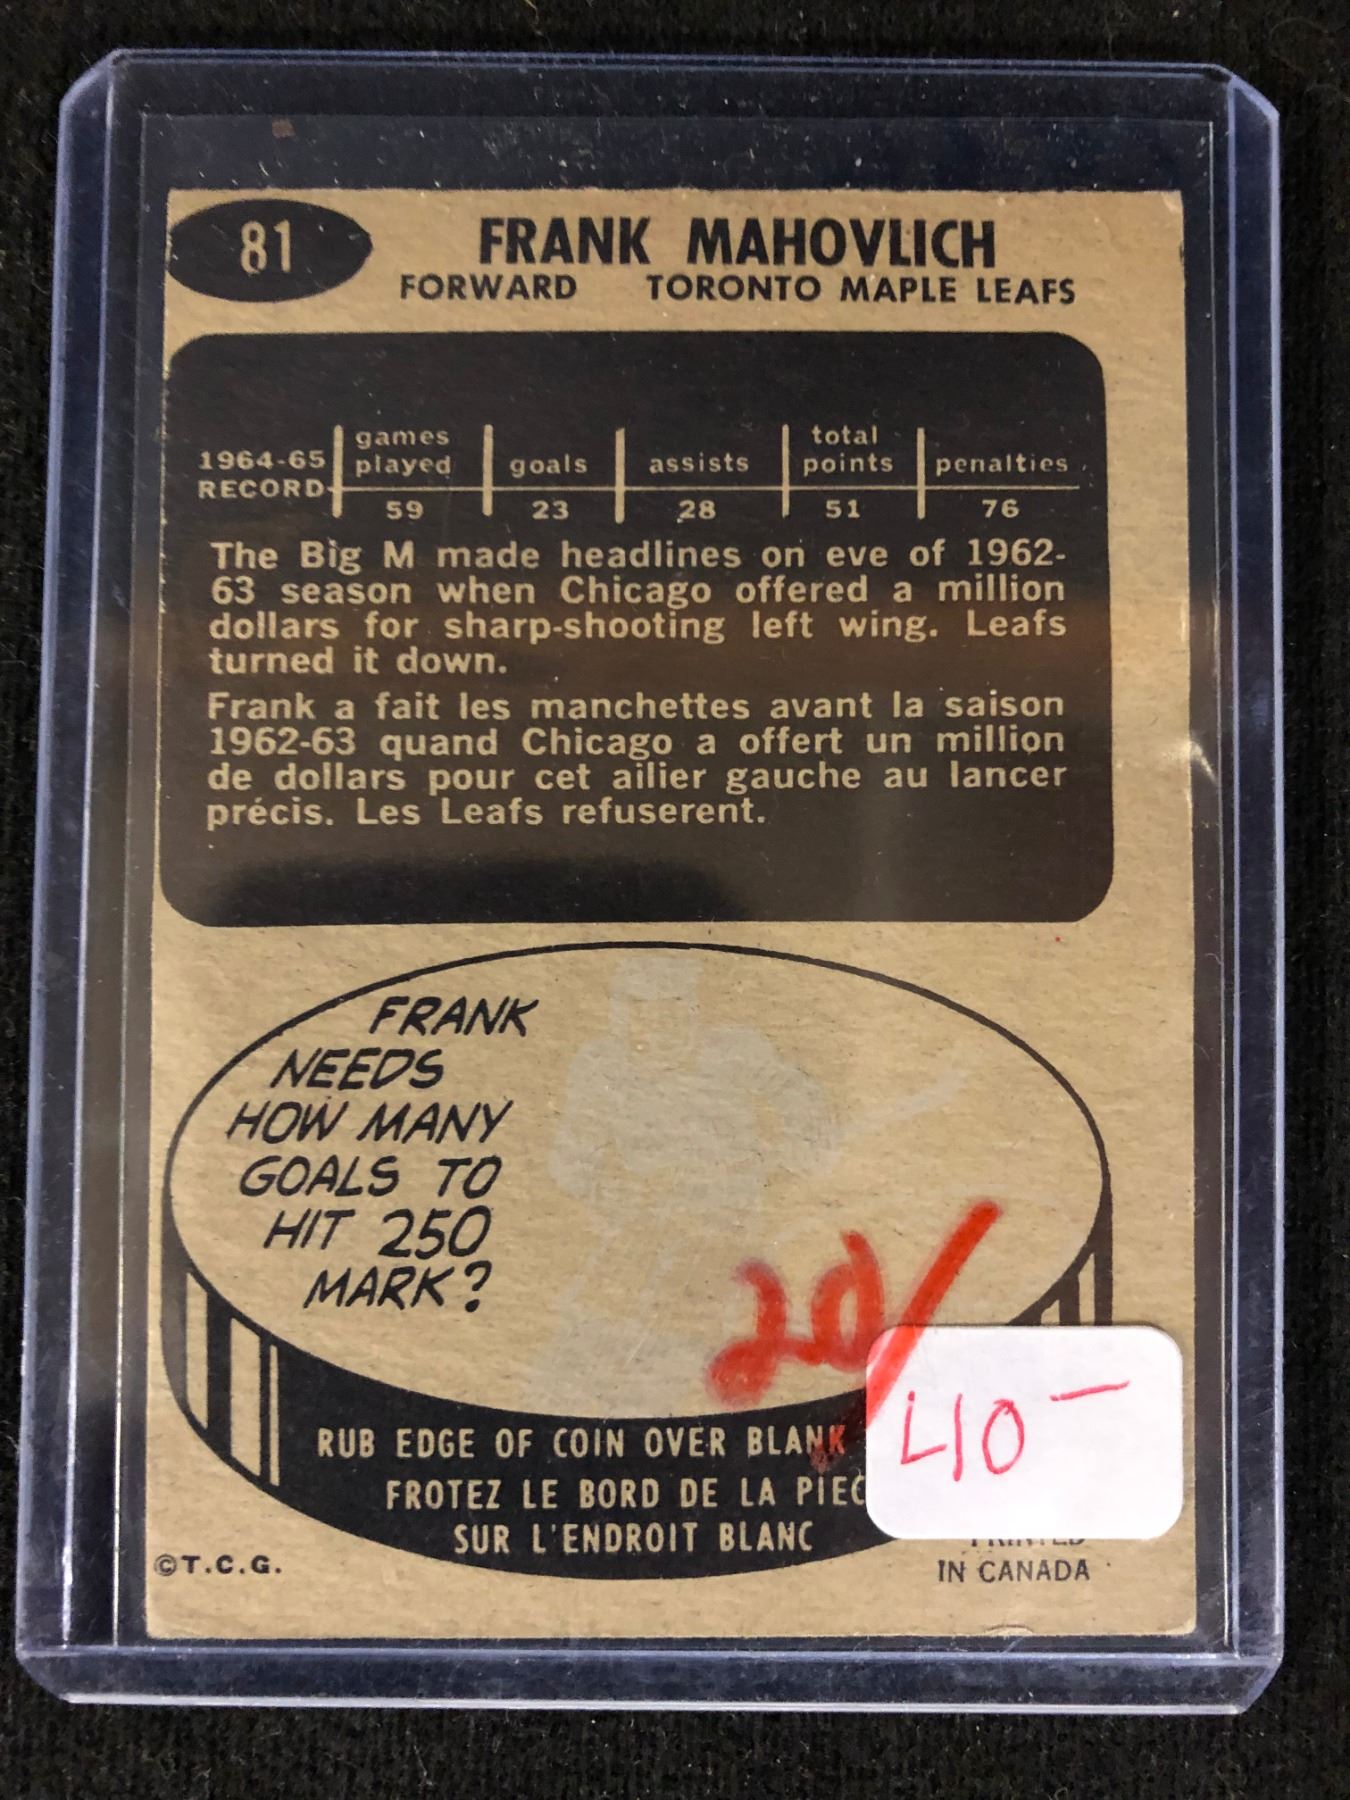 81
FRANK MAHOVLICH
FORWARD TORONTO MAPLE LEAFS
1964-65 RECORD games played goals assists total points penalties
59 23 28 51 76
The Big M made headlines on eve of 1962-
63 season when Chicago offered a million
dollars for sharp-shooting left wing. Leafs
turned it down.
Frank a fait les manchettes avant la saison
1962-63 quand Chicago a offert un million
de dollars pour cet ailier gauche au lancer
précis. Les Leafs refuserent.
FRANK
NEEDS
HOW MANY
GOALS TO
HIT 250
MARK?
20/
40-
RUB EDGE OF COIN OVER BLANK
FROTEZ LE BORD DE LA PIEC
SUR L'ENDROIT BLANC
©T.C.G.
PRINTED
IN CANADA